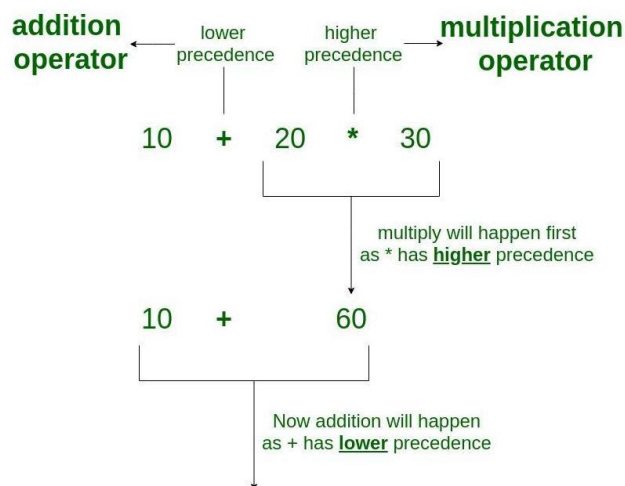 addition
operator
lower
precedence
higher
precedence
multiplication
operator
10 + 20 * 30
multiply will happen first
as * has higher precedence
10 + 60
Now addition will happen
as + has lower precedence